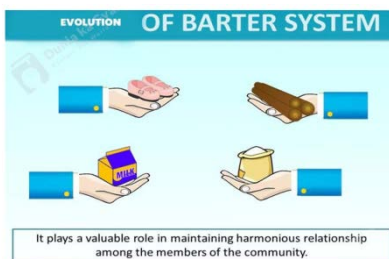 EVOLUTION OF BARTER SYSTEM
MILK
It plays a valuable role in maintaining harmonious relationship
among the members of the community.